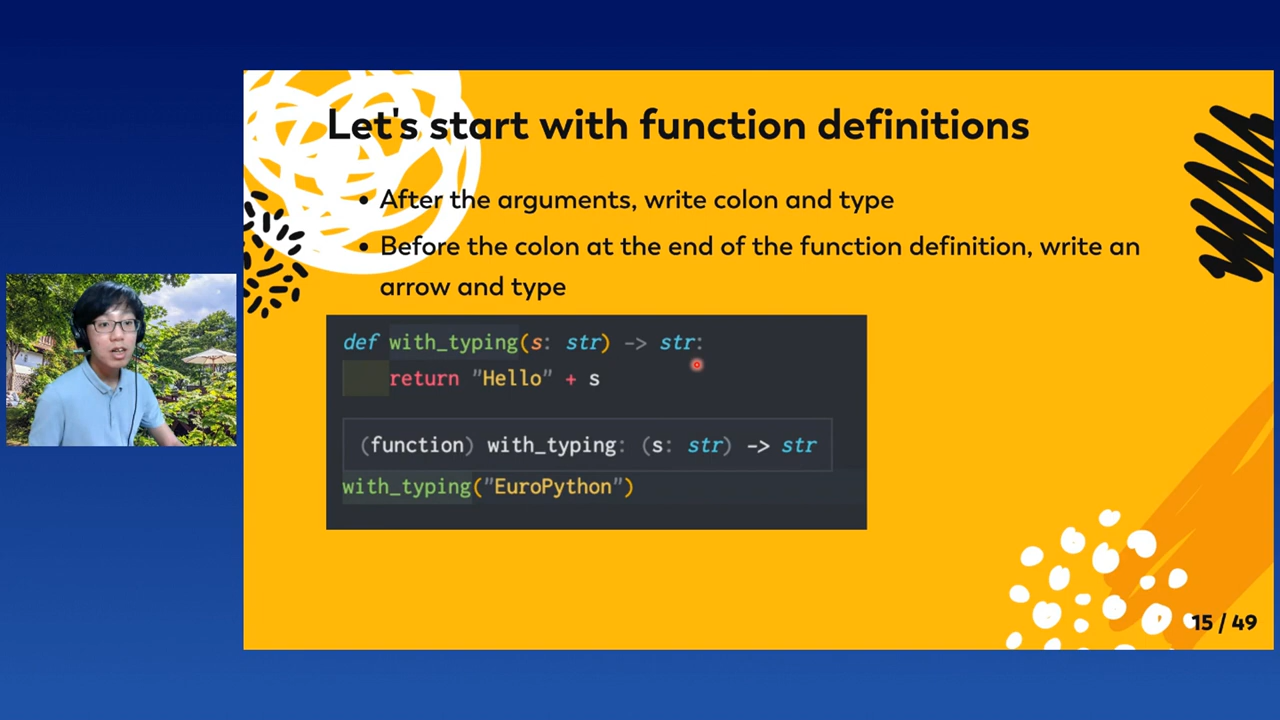 Let's start with function definitions
• After the arguments, write colon and type
• Before the colon at the end of the function definition, write an
arrow and type
def with_typing(s: str) -> str:
return "Hello" + s
(function) with_typing: (s: str) -> str
with_typing("EuroPython")
15 / 49